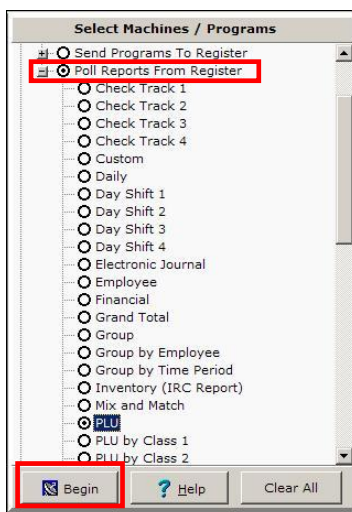 Select Machines / Programs
Send Programs To Register
Poll Reports From Register
Check Track 1
Check Track 2
Check Track 3
Check Track 4
Custom
Daily
Day Shift 1
Day Shift 2
Day Shift 3
Day Shift 4
Electronic Journal
Employee
Financial
Grand Total
Group
Group by Employee
Group by Time Period
Inventory (IRC Report)
Mix and Match
PLU
PLU by Class 1
PLU by Class 2
Begin ? Help Clear All